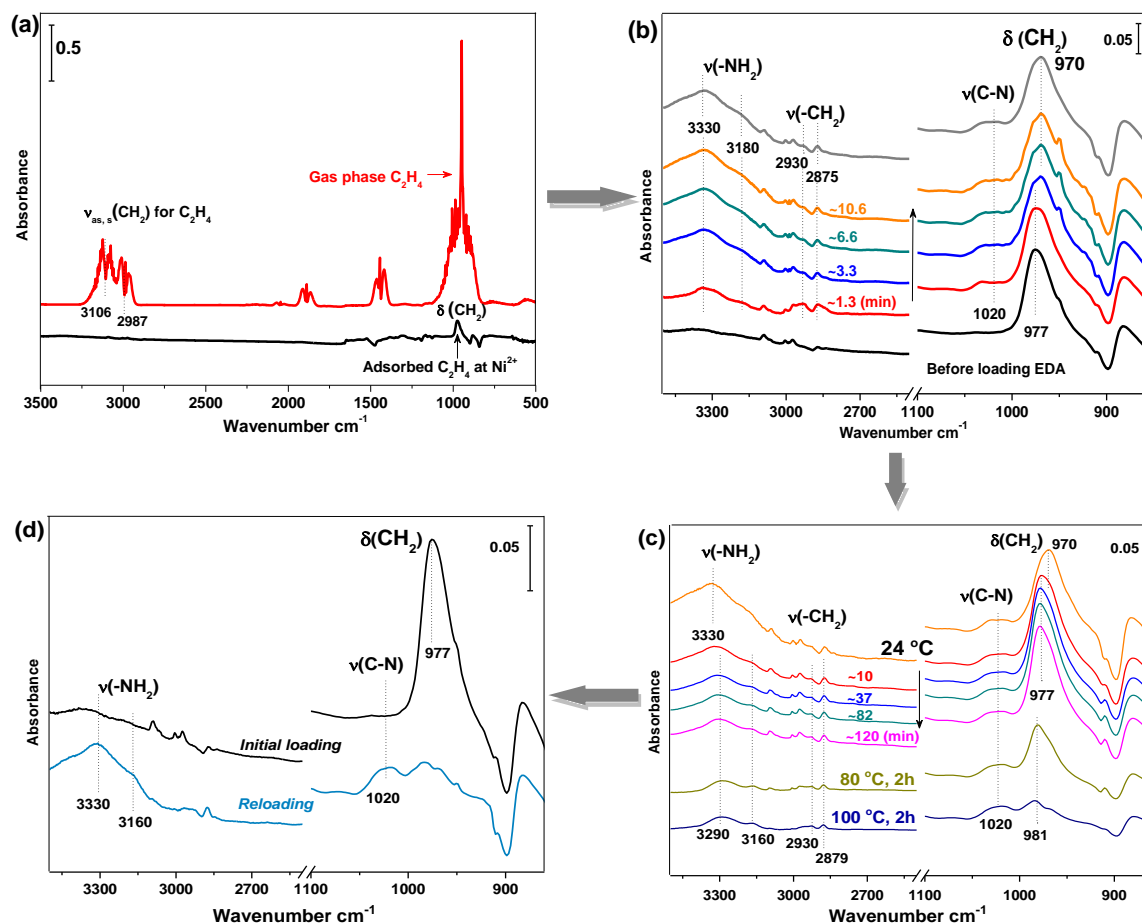 (a)
0.5
Absorbance
ν_as, s(CH₂) for C₂H₄
3106
2987
Gas phase C₂H₄
δ (CH₂)
Adsorbed C₂H₄ at Ni²⁺
3500 3000 2500 2000 1500 1000 500
Wavenumber cm⁻¹
(b)
0.05
Absorbance
ν(-NH₂)
3330
3180
ν(-CH₂)
2930
2875
ν(C-N)
δ (CH₂)
970
~10.6
~6.6
~3.3
~1.3 (min)
1020
977
Before loading EDA
3300 3000 2700 1100 1000 900
Wavenumber cm⁻¹
(d)
0.05
Absorbance
δ(CH₂)
977
ν(C-N)
ν(-NH₂)
Initial loading
3330
3160
1020
Reloading
3300 3000 1100 1000 900
Wavenumber cm⁻¹
(c)
0.05
Absorbance
ν(-NH₂)
3330
ν(-CH₂)
ν(C-N)
δ(CH₂)
970
24 °C
~10
~37
~82
~120 (min)
977
80 °C, 2h
100 °C, 2h
3290
3160
2930
2879
1020
981
3300 3000 2700 1100 1000 900
Wavenumber cm⁻¹